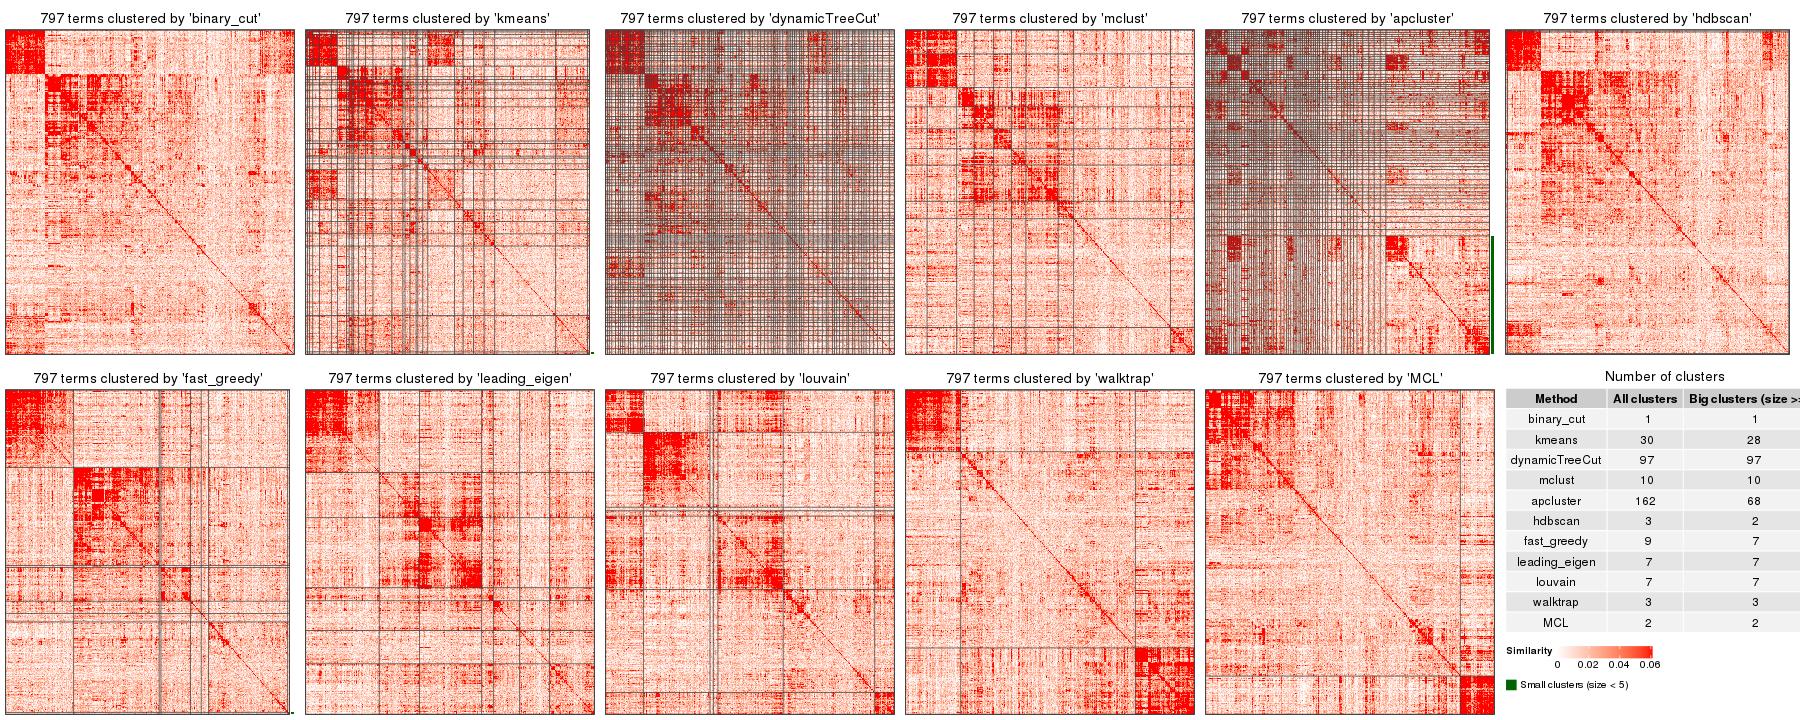 797 terms clustered by 'binary_cut'
797 terms clustered by 'kmeans'
797 terms clustered by 'dynamicTreeCut'
797 terms clustered by 'mclust'
797 terms clustered by 'apcluster'
797 terms clustered by 'hdbscan'
797 terms clustered by 'fast_greedy'
797 terms clustered by 'leading_eigen'
797 terms clustered by 'louvain'
797 terms clustered by 'walktrap'
797 terms clustered by 'MCL'
Number of clusters
Method All clusters Big clusters (size >
binary_cut 1 1
kmeans 30 28
dynamicTreeCut 97 97
mclust 10 10
apcluster 162 68
hdbscan 3 2
fast_greedy 9 7
leading_eigen 7 7
louvain 7 7
walktrap 3 3
MCL 2 2
Similarity
0 0.02 0.04 0.06
Small clusters (size < 5)